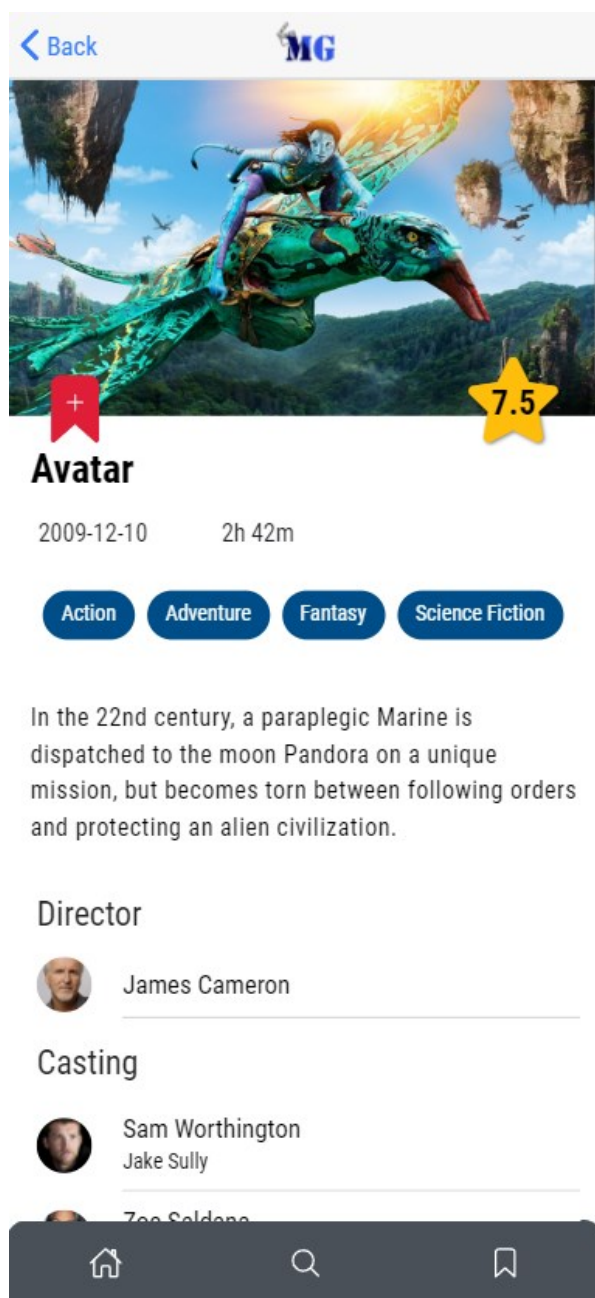 Back
MG
7.5
Avatar
2009-12-10 2h 42m
Action Adventure Fantasy Science Fiction
In the 22nd century, a paraplegic Marine is
dispatched to the moon Pandora on a unique
mission, but becomes torn between following orders
and protecting an alien civilization.
Director
James Cameron
Casting
Sam Worthington
Jake Sully
Zoe Saldana